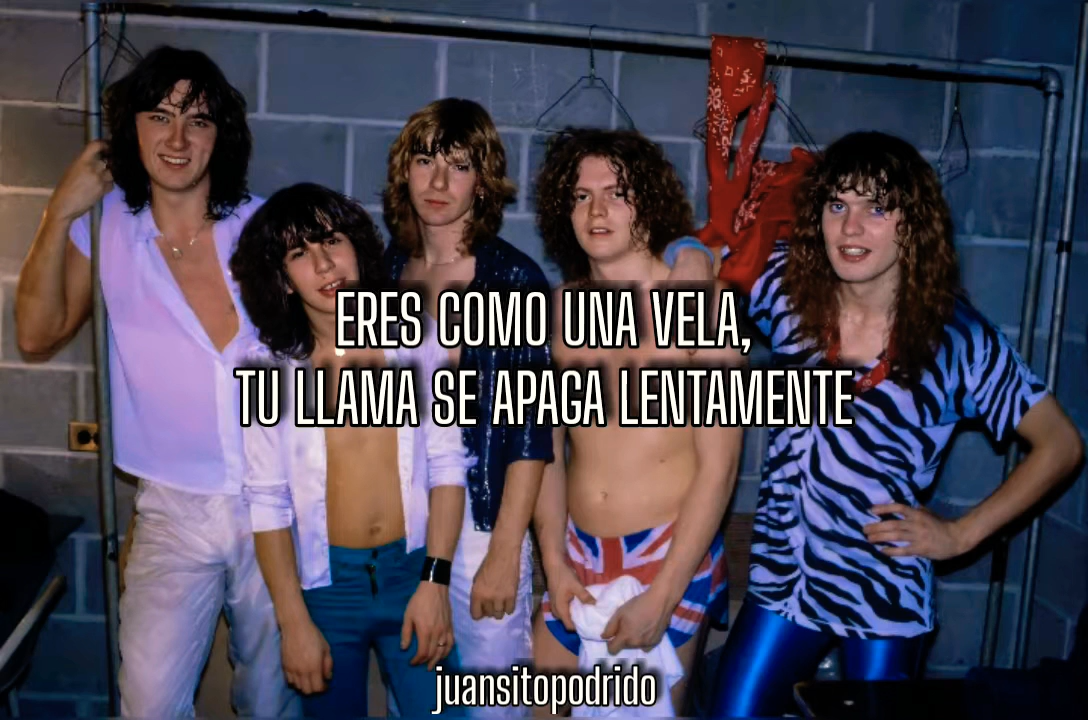 ERES COMO UNA VELA,
TU LLAMA SE APAGA LENTAMENTE
juansitopodrido